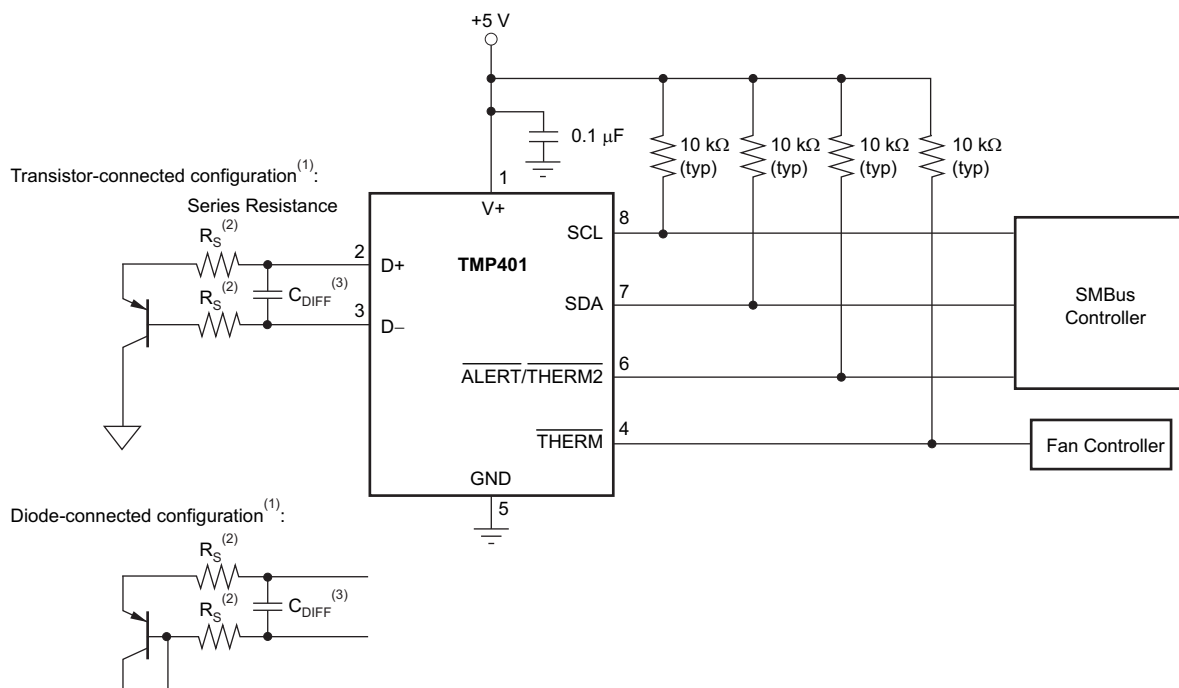 +5 V
0.1 μF
10 kΩ
(typ)
10 kΩ
(typ)
10 kΩ
(typ)
10 kΩ
(typ)
Transistor-connected configuration(1):
Series Resistance
RS(2)
RS(2)
CDIFF(3)
1
V+
TMP401
2
D+
3
D−
8
SCL
7
SDA
6
ALERT/THERM2
4
THERM
GND
5
SMBus
Controller
Fan Controller
Diode-connected configuration(1):
RS(2)
RS(2)
CDIFF(3)